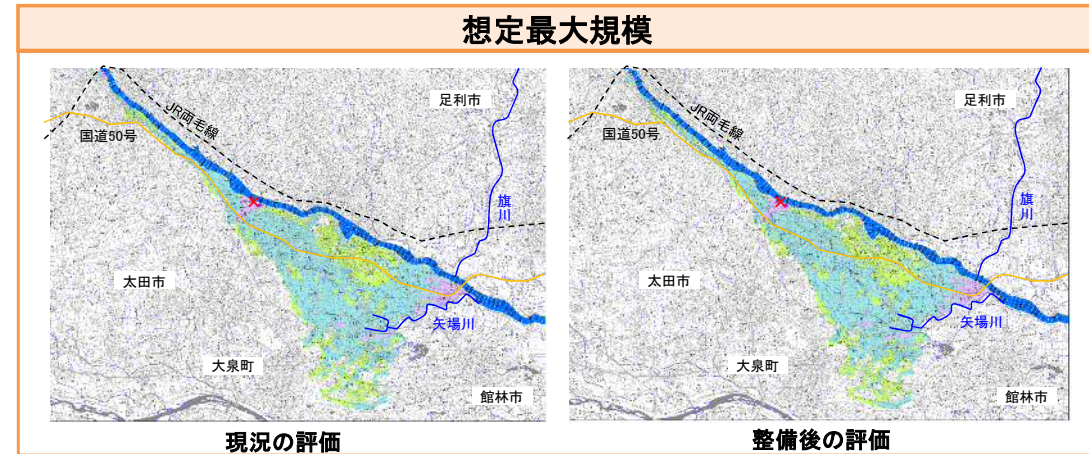 想定最大規模
足利市
JR両毛線
国道50号
旗川
太田市
矢場川
大泉町
館林市
現況の評価
足利市
JR両毛線
国道50号
旗川
太田市
矢場川
大泉町
館林市
整備後の評価